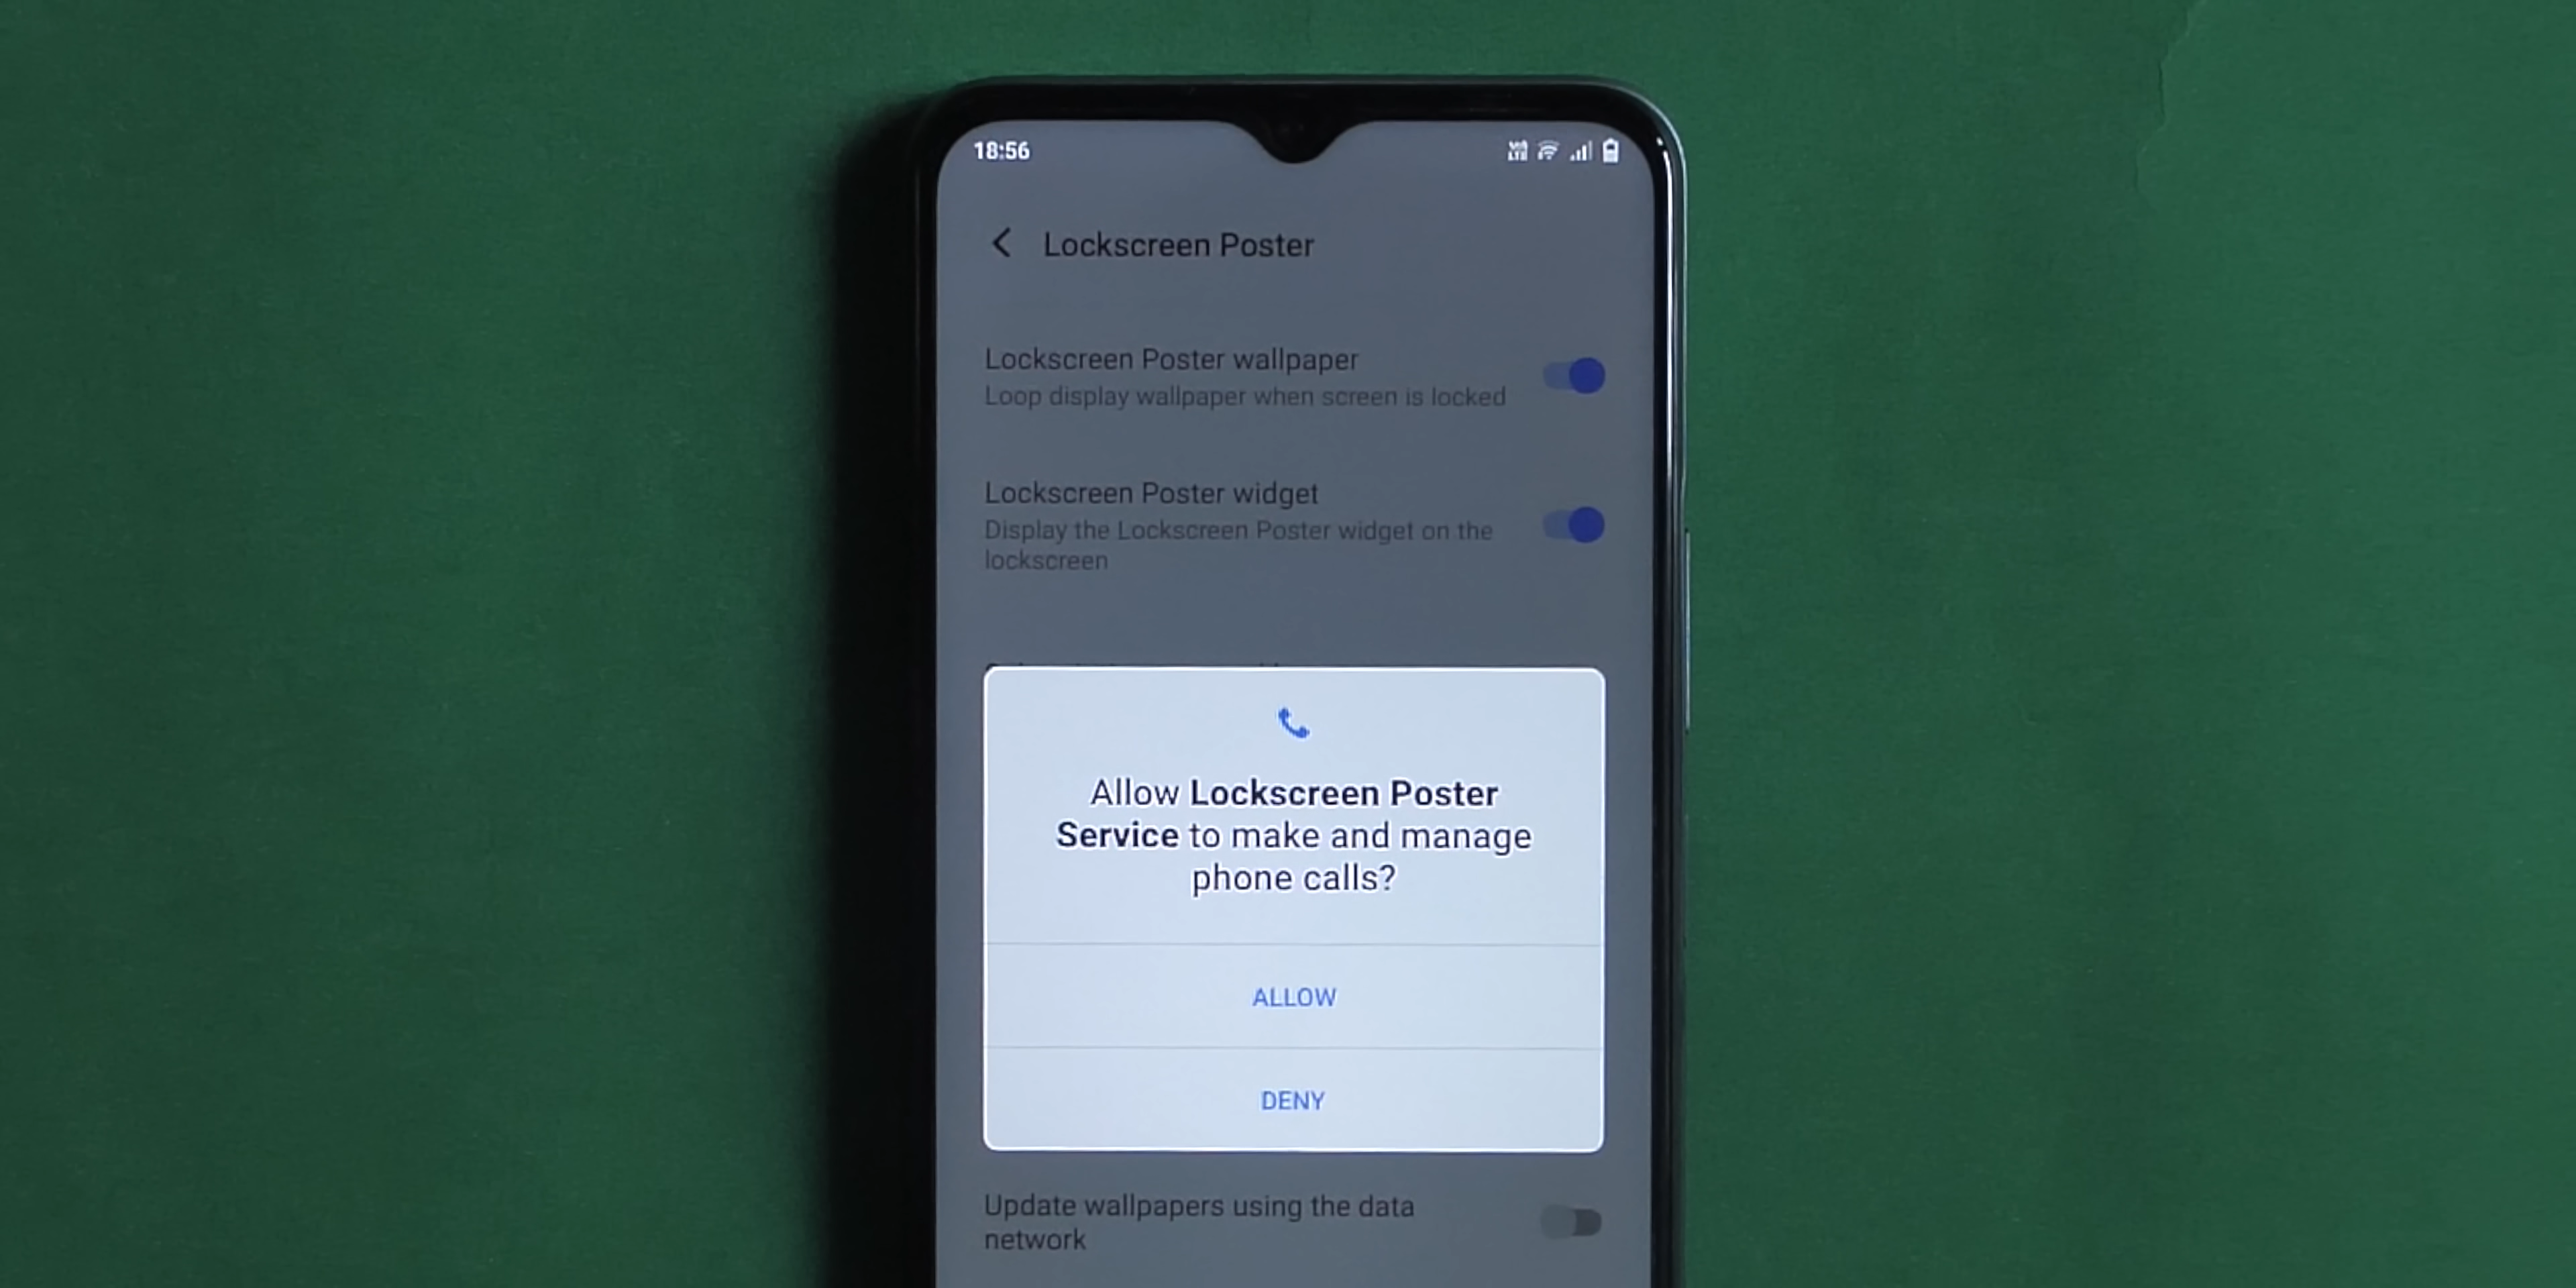 18:56
Lockscreen Poster
Lockscreen Poster wallpaper
Loop display wallpaper when screen is locked
Lockscreen Poster widget
Display the Lockscreen Poster widget on the
lockscreen
Allow Lockscreen Poster
Service to make and manage
phone calls?
ALLOW
DENY
Update wallpapers using the data
network